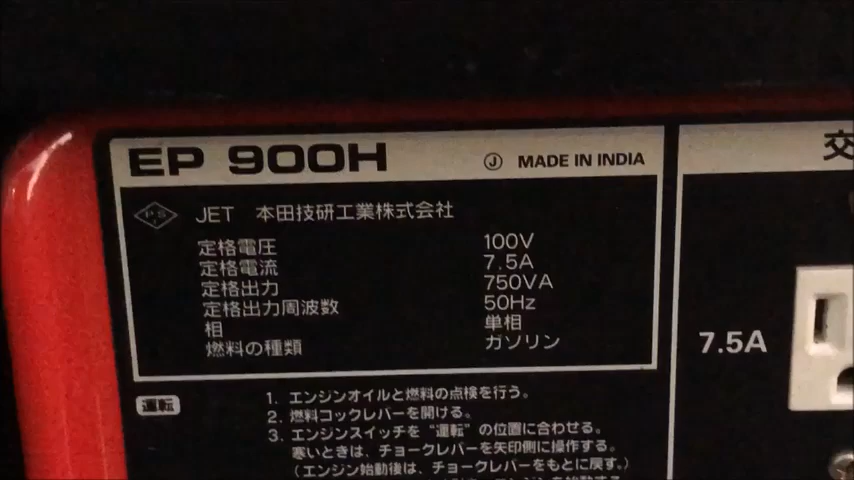 EP 900H Ⓙ MADE IN INDIA
PS E JET 本田技研工業株式会社
定格電圧 100V
定格電流 7.5A
定格出力 750VA
定格出力周波数 50Hz
相 単相
燃料の種類 ガソリン
交
7.5A
運転 1. エンジンオイルと燃料の点検を行う。
2. 燃料コックレバーを開ける。
3. エンジンスイッチを "運転" の位置に合わせる。
寒いときは、チョークレバーを矢印側に操作する。
(エンジン始動後は、チョークレバーをもとに戻す。)